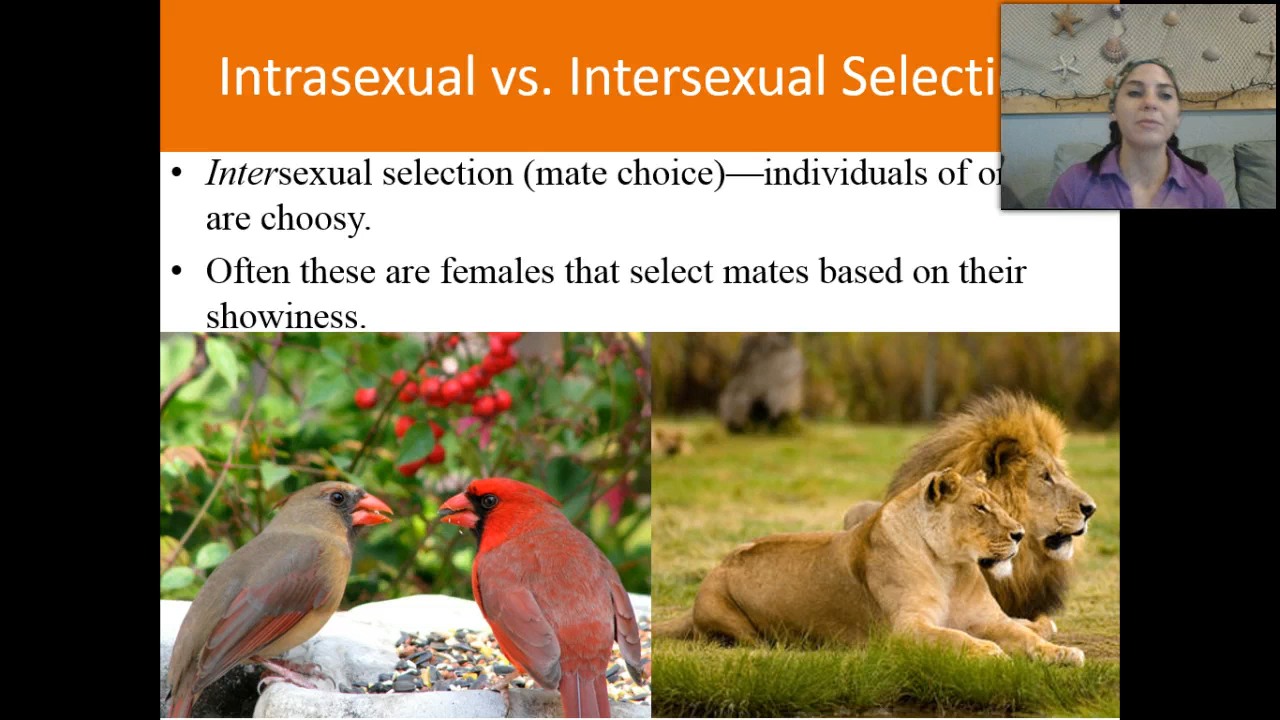 Intrasexual vs. Intersexual
• Intersexual selection (mate choice)—individuals of
are choosy.
• Often these are females that select mates based on their
showiness.